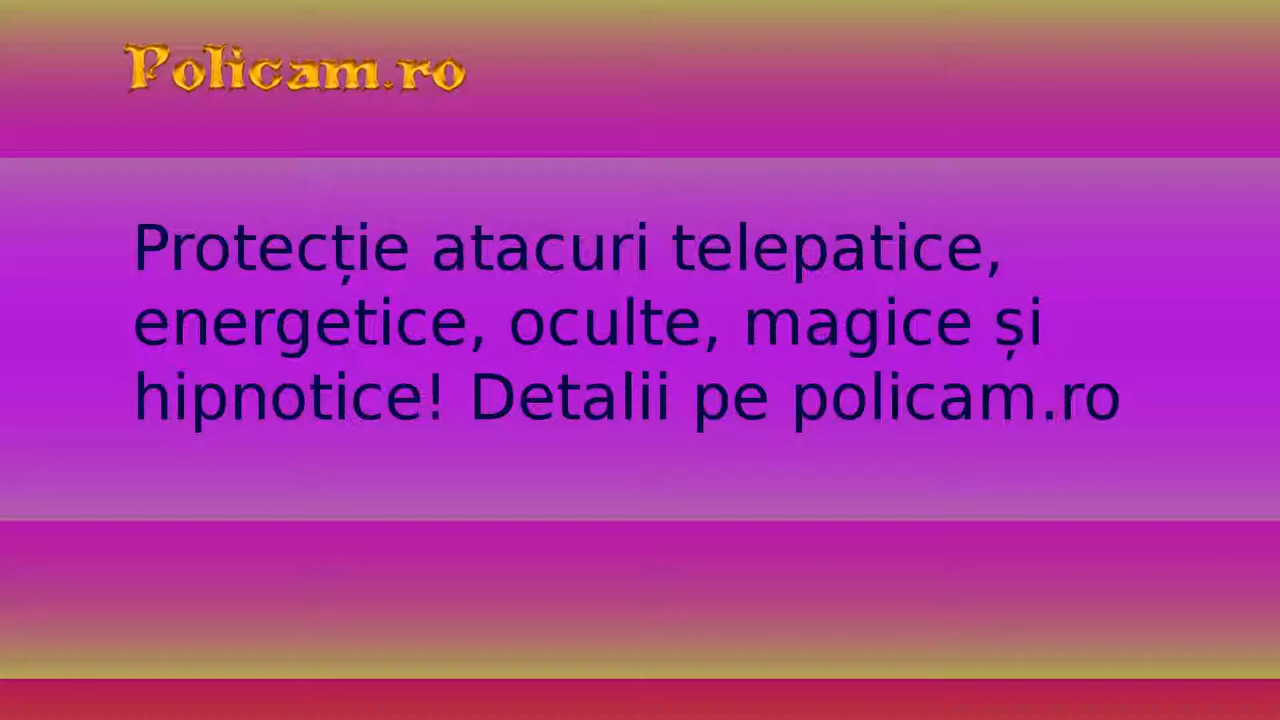 Policam.ro
Protecție atacuri telepatice,
energetice, oculte, magice și
hipnotice! Detalii pe policam.ro